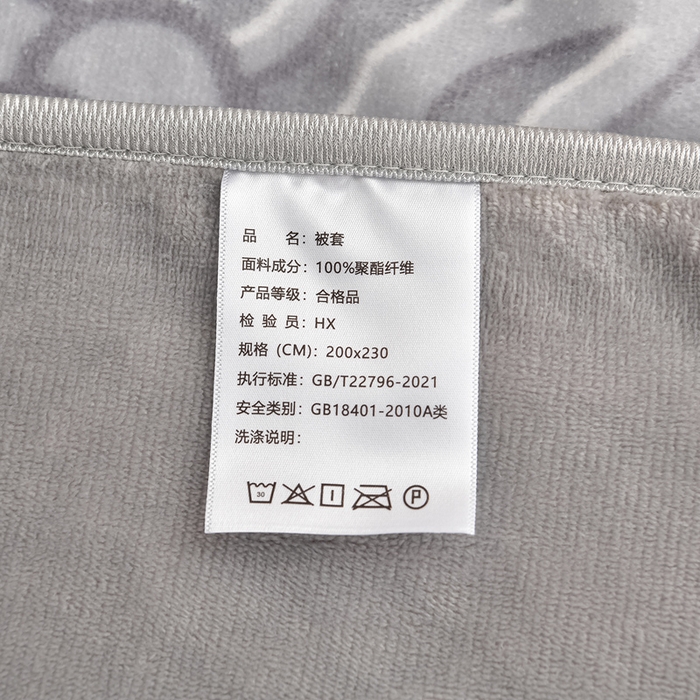 品 名：被套
面料成分：100%聚酯纤维
产品等级：合格品
检 验 员：HX
规格（CM）：200x230
执行标准：GB/T22796-2021
安全类别：GB18401-2010A类
洗涤说明：
30 P